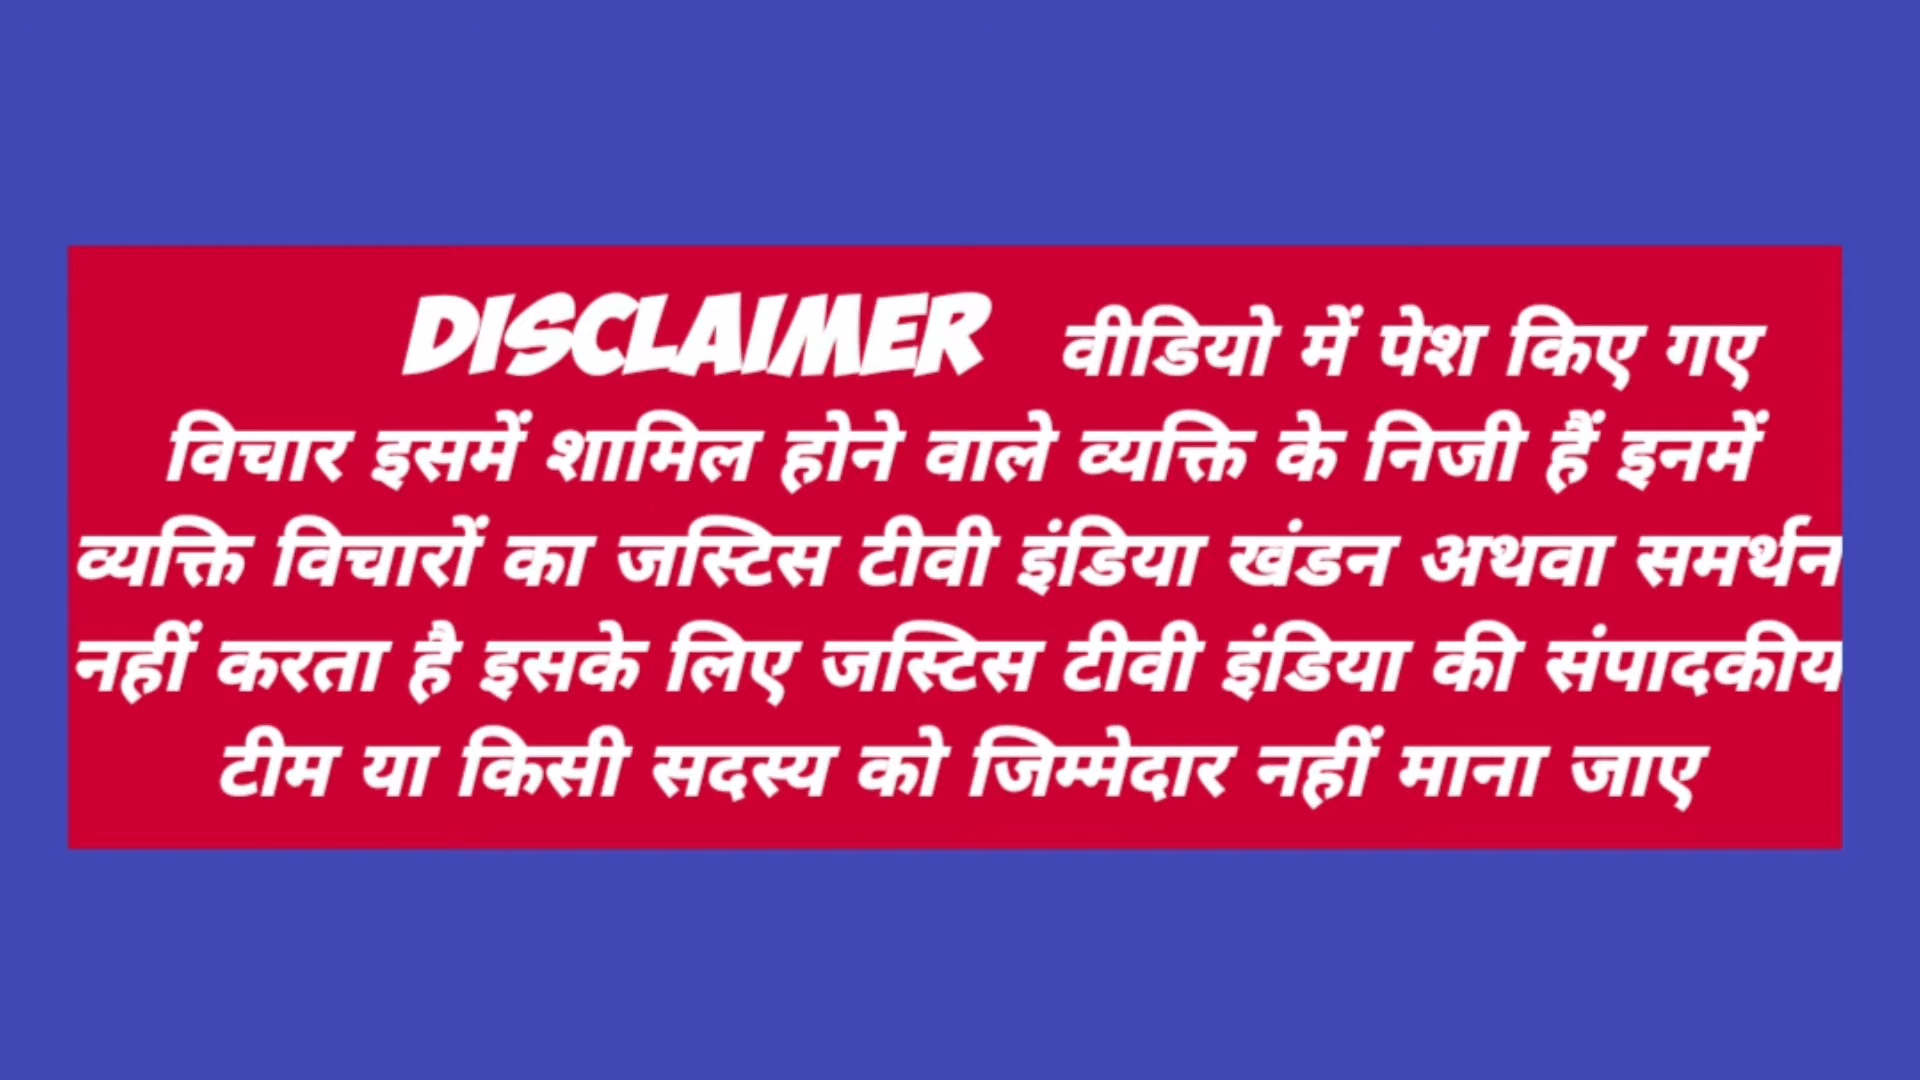 DISCLAIMER वीडियो में पेश किए गए
विचार इसमें शामिल होने वाले व्यक्ति के निजी हैं इनमें
व्यक्ति विचारों का जस्टिस टीवी इंडिया खंडन अथवा समर्थन
नहीं करता है इसके लिए जस्टिस टीवी इंडिया की संपादकीय
टीम या किसी सदस्य को जिम्मेदार नहीं माना जाए